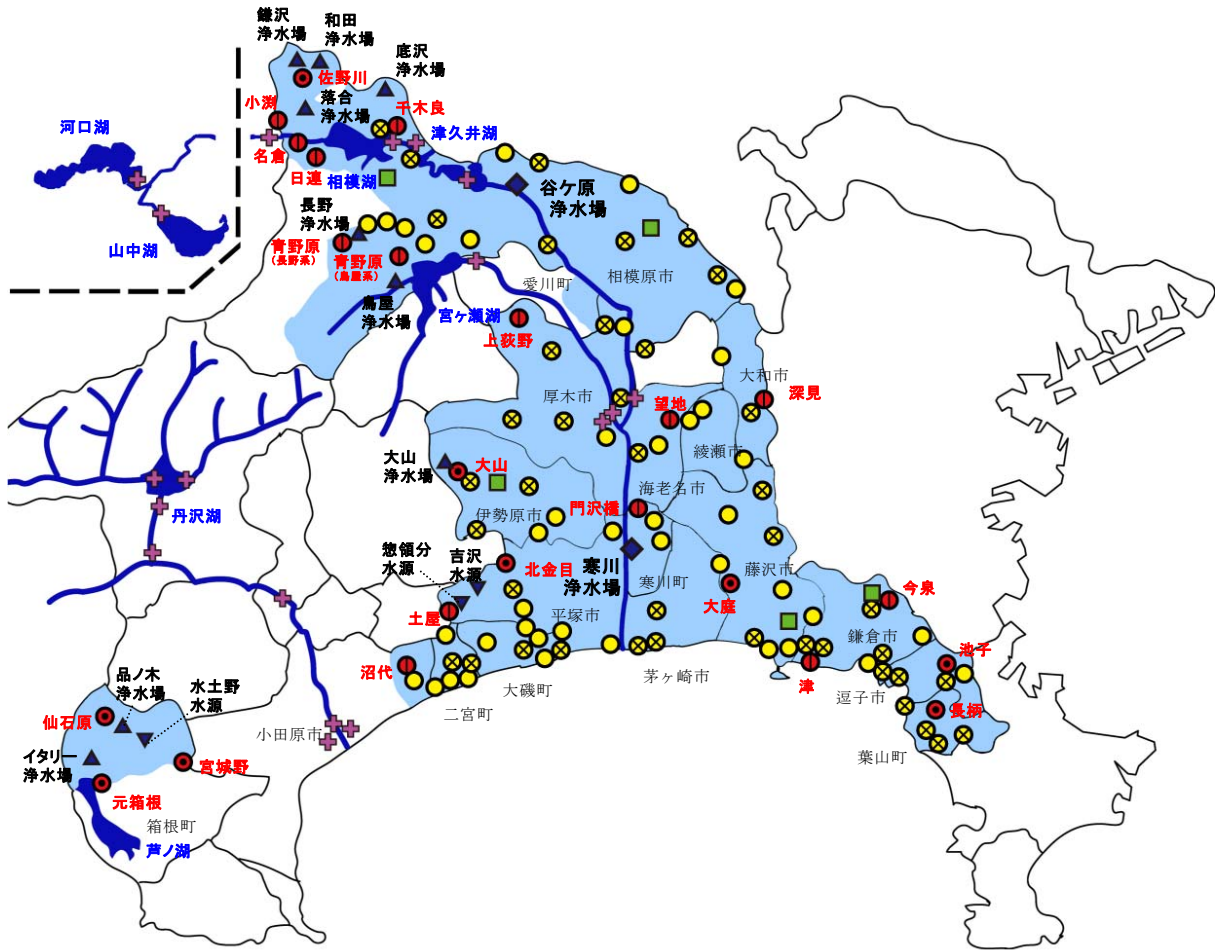 鎌沢
浄水場
和田
浄水場
底沢
浄水場
佐野川
小渕
落合
浄水場
千木良
河口湖
津久井湖
名倉
日連
相模湖
谷ケ原
浄水場
長野
浄水場
山中湖
青野原
(長野系)
青野原
(鳥屋系)
相模原市
愛川町
鳥屋
浄水場
宮ヶ瀬湖
上荻野
大和市
深見
厚木市
望地
綾瀬市
大山
浄水場
大山
海老名市
門沢橋
伊勢原市
丹沢湖
惣領分
水源
吉沢
水源
北金目
寒川
浄水場
寒川町
藤沢市
大庭
今泉
土屋
平塚市
鎌倉市
池子
沼代
津
大磯町
茅ヶ崎市
逗子市
長柄
二宮町
葉山町
品ノ木
浄水場
水土野
水源
仙石原
小田原市
イタリー
浄水場
宮城野
元箱根
箱根町
芦ノ湖